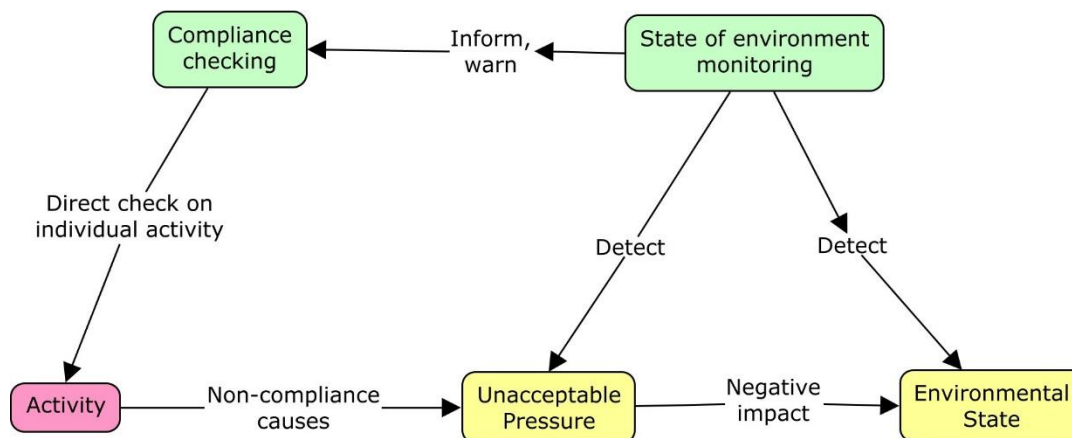 Compliance
checking
Inform,
warn
State of environment
monitoring
Direct check on
individual activity
Detect
Detect
Activity
Non-compliance
causes
Unacceptable
Pressure
Negative
impact
Environmental
State